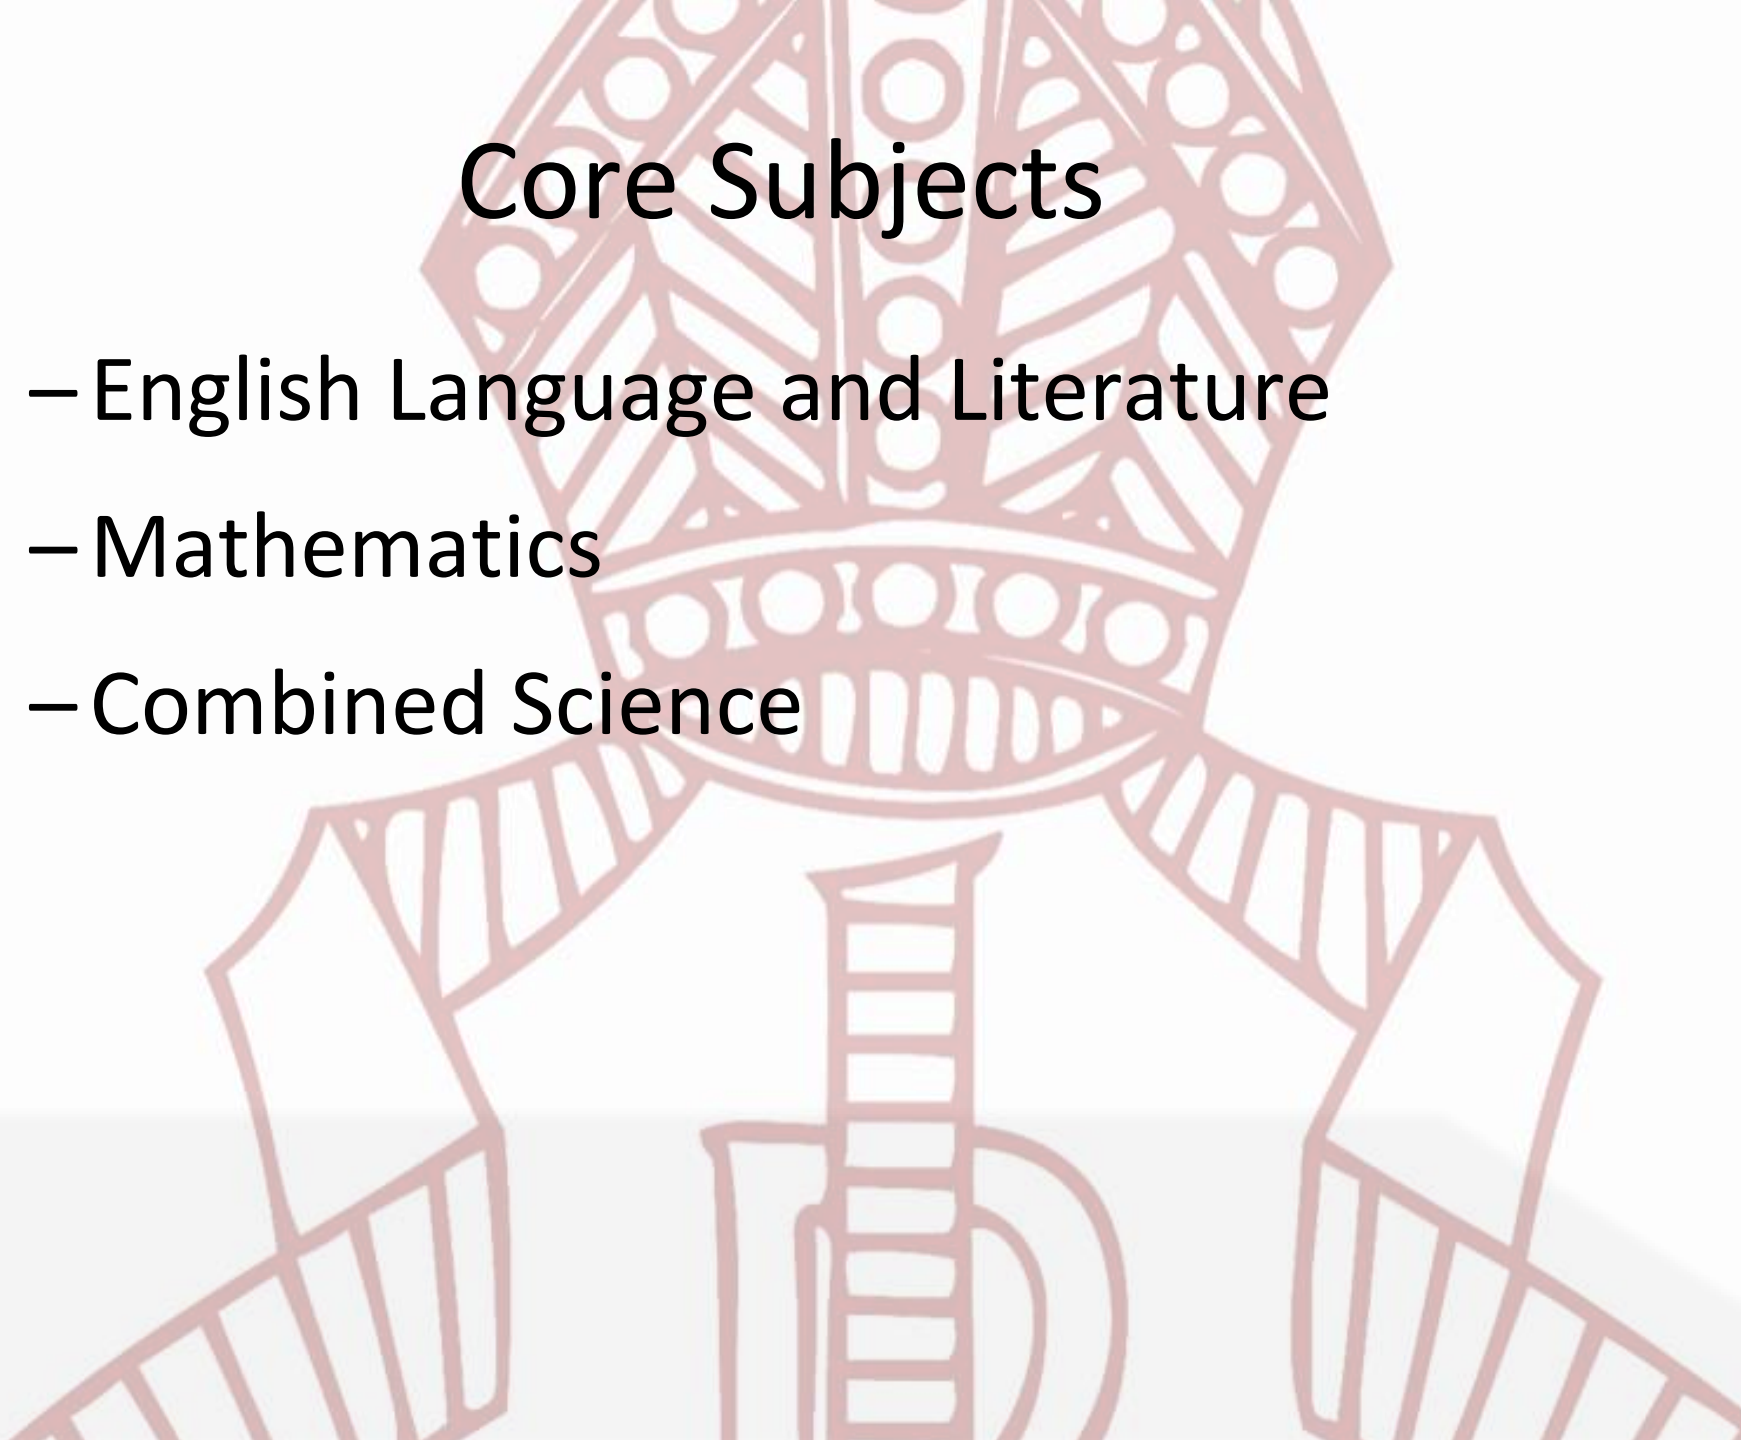 Core Subjects
– English Language and Literature
– Mathematics
– Combined Science